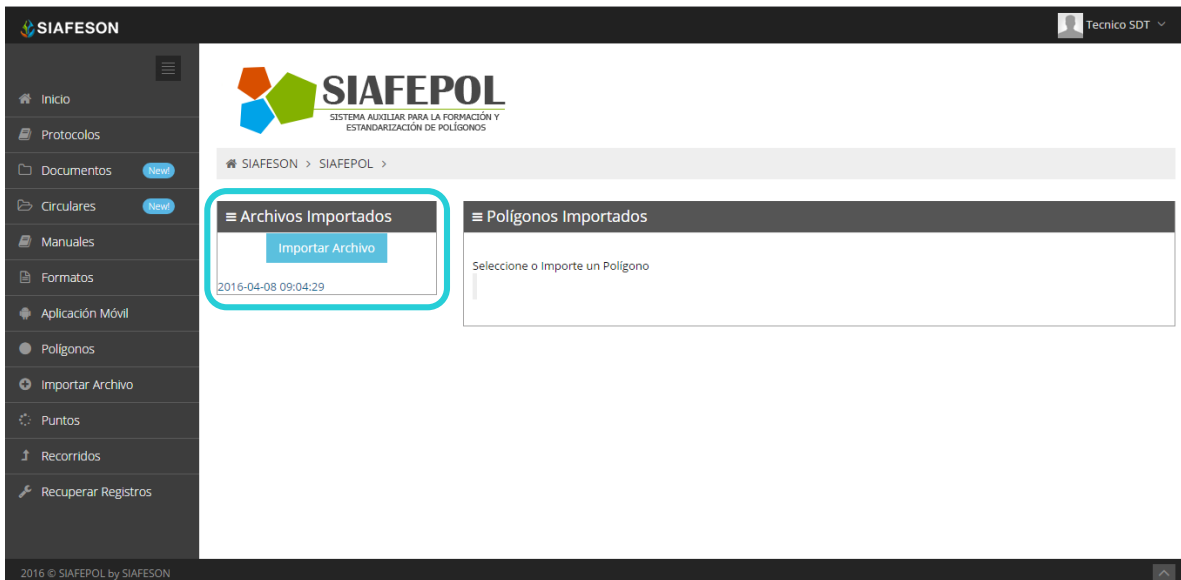 SIAFESON
Tecnico SDT
Inicio
Protocolos
Documentos New!
Circulares New!
Manuales
Formatos
Aplicación Móvil
Polígonos
Importar Archivo
Puntos
Recorridos
Recuperar Registros
SIAFEPOL
SISTEMA AUXILIAR PARA LA FORMACIÓN Y
ESTANDARIZACIÓN DE POLÍGONOS
SIAFESON > SIAFEPOL >
Archivos Importados
Importar Archivo
2016-04-08 09:04:29
Polígonos Importados
Seleccione o Importe un Polígono
2016 © SIAFEPOL by SIAFESON